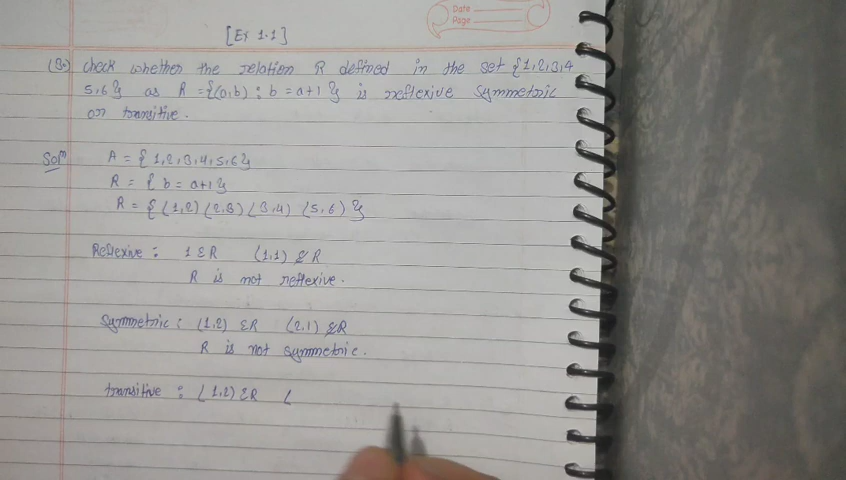 Date
Page
[Ex 1.1]
(3.) check whether the relation R defined in the set {1,2,3,4
5,6} as R = {(a,b) : b = a+1} is reflexive symmetric
or transitive.
Solⁿ A = {1,2,3,4,5,6}
R = { b = a+1 }
R = { (1,2) (2,3) (3,4) (5,6) }
Reflexive : 1 ∈ R (1,1) ∉ R
R is not reflexive.
Symmetric : (1,2) ∈ R (2,1) ∉ R
R is not symmetric.
transitive : (1,2) ∈ R (